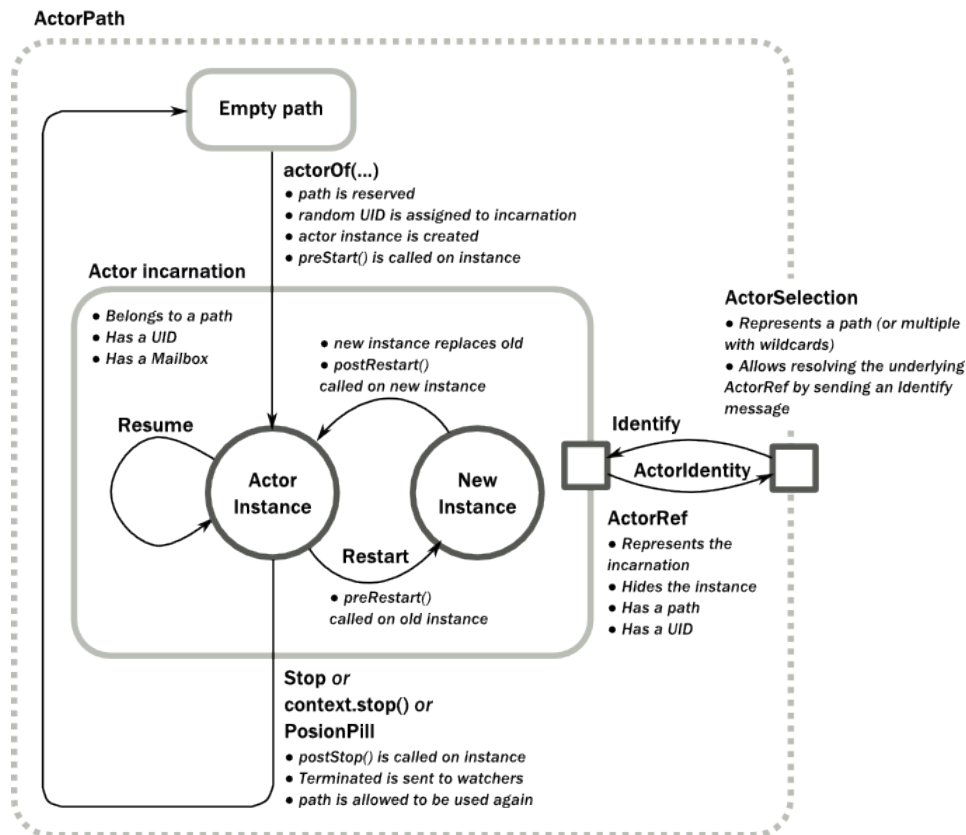 ActorPath
Empty path
actorOf(...)
● path is reserved
● random UID is assigned to incarnation
● actor instance is created
● preStart() is called on instance
Actor incarnation
● Belongs to a path
● Has a UID
● Has a Mailbox
● new instance replaces old
● postRestart()
called on new instance
ActorSelection
● Represents a path (or multiple
with wildcards)
● Allows resolving the underlying
ActorRef by sending an Identify
message
Resume
Actor
Instance
New
Instance
Identify
ActorIdentity
Restart
● preRestart()
called on old instance
ActorRef
● Represents the
incarnation
● Hides the instance
● Has a path
● Has a UID
Stop or
context.stop() or
PosionPill
● postStop() is called on instance
● Terminated is sent to watchers
● path is allowed to be used again